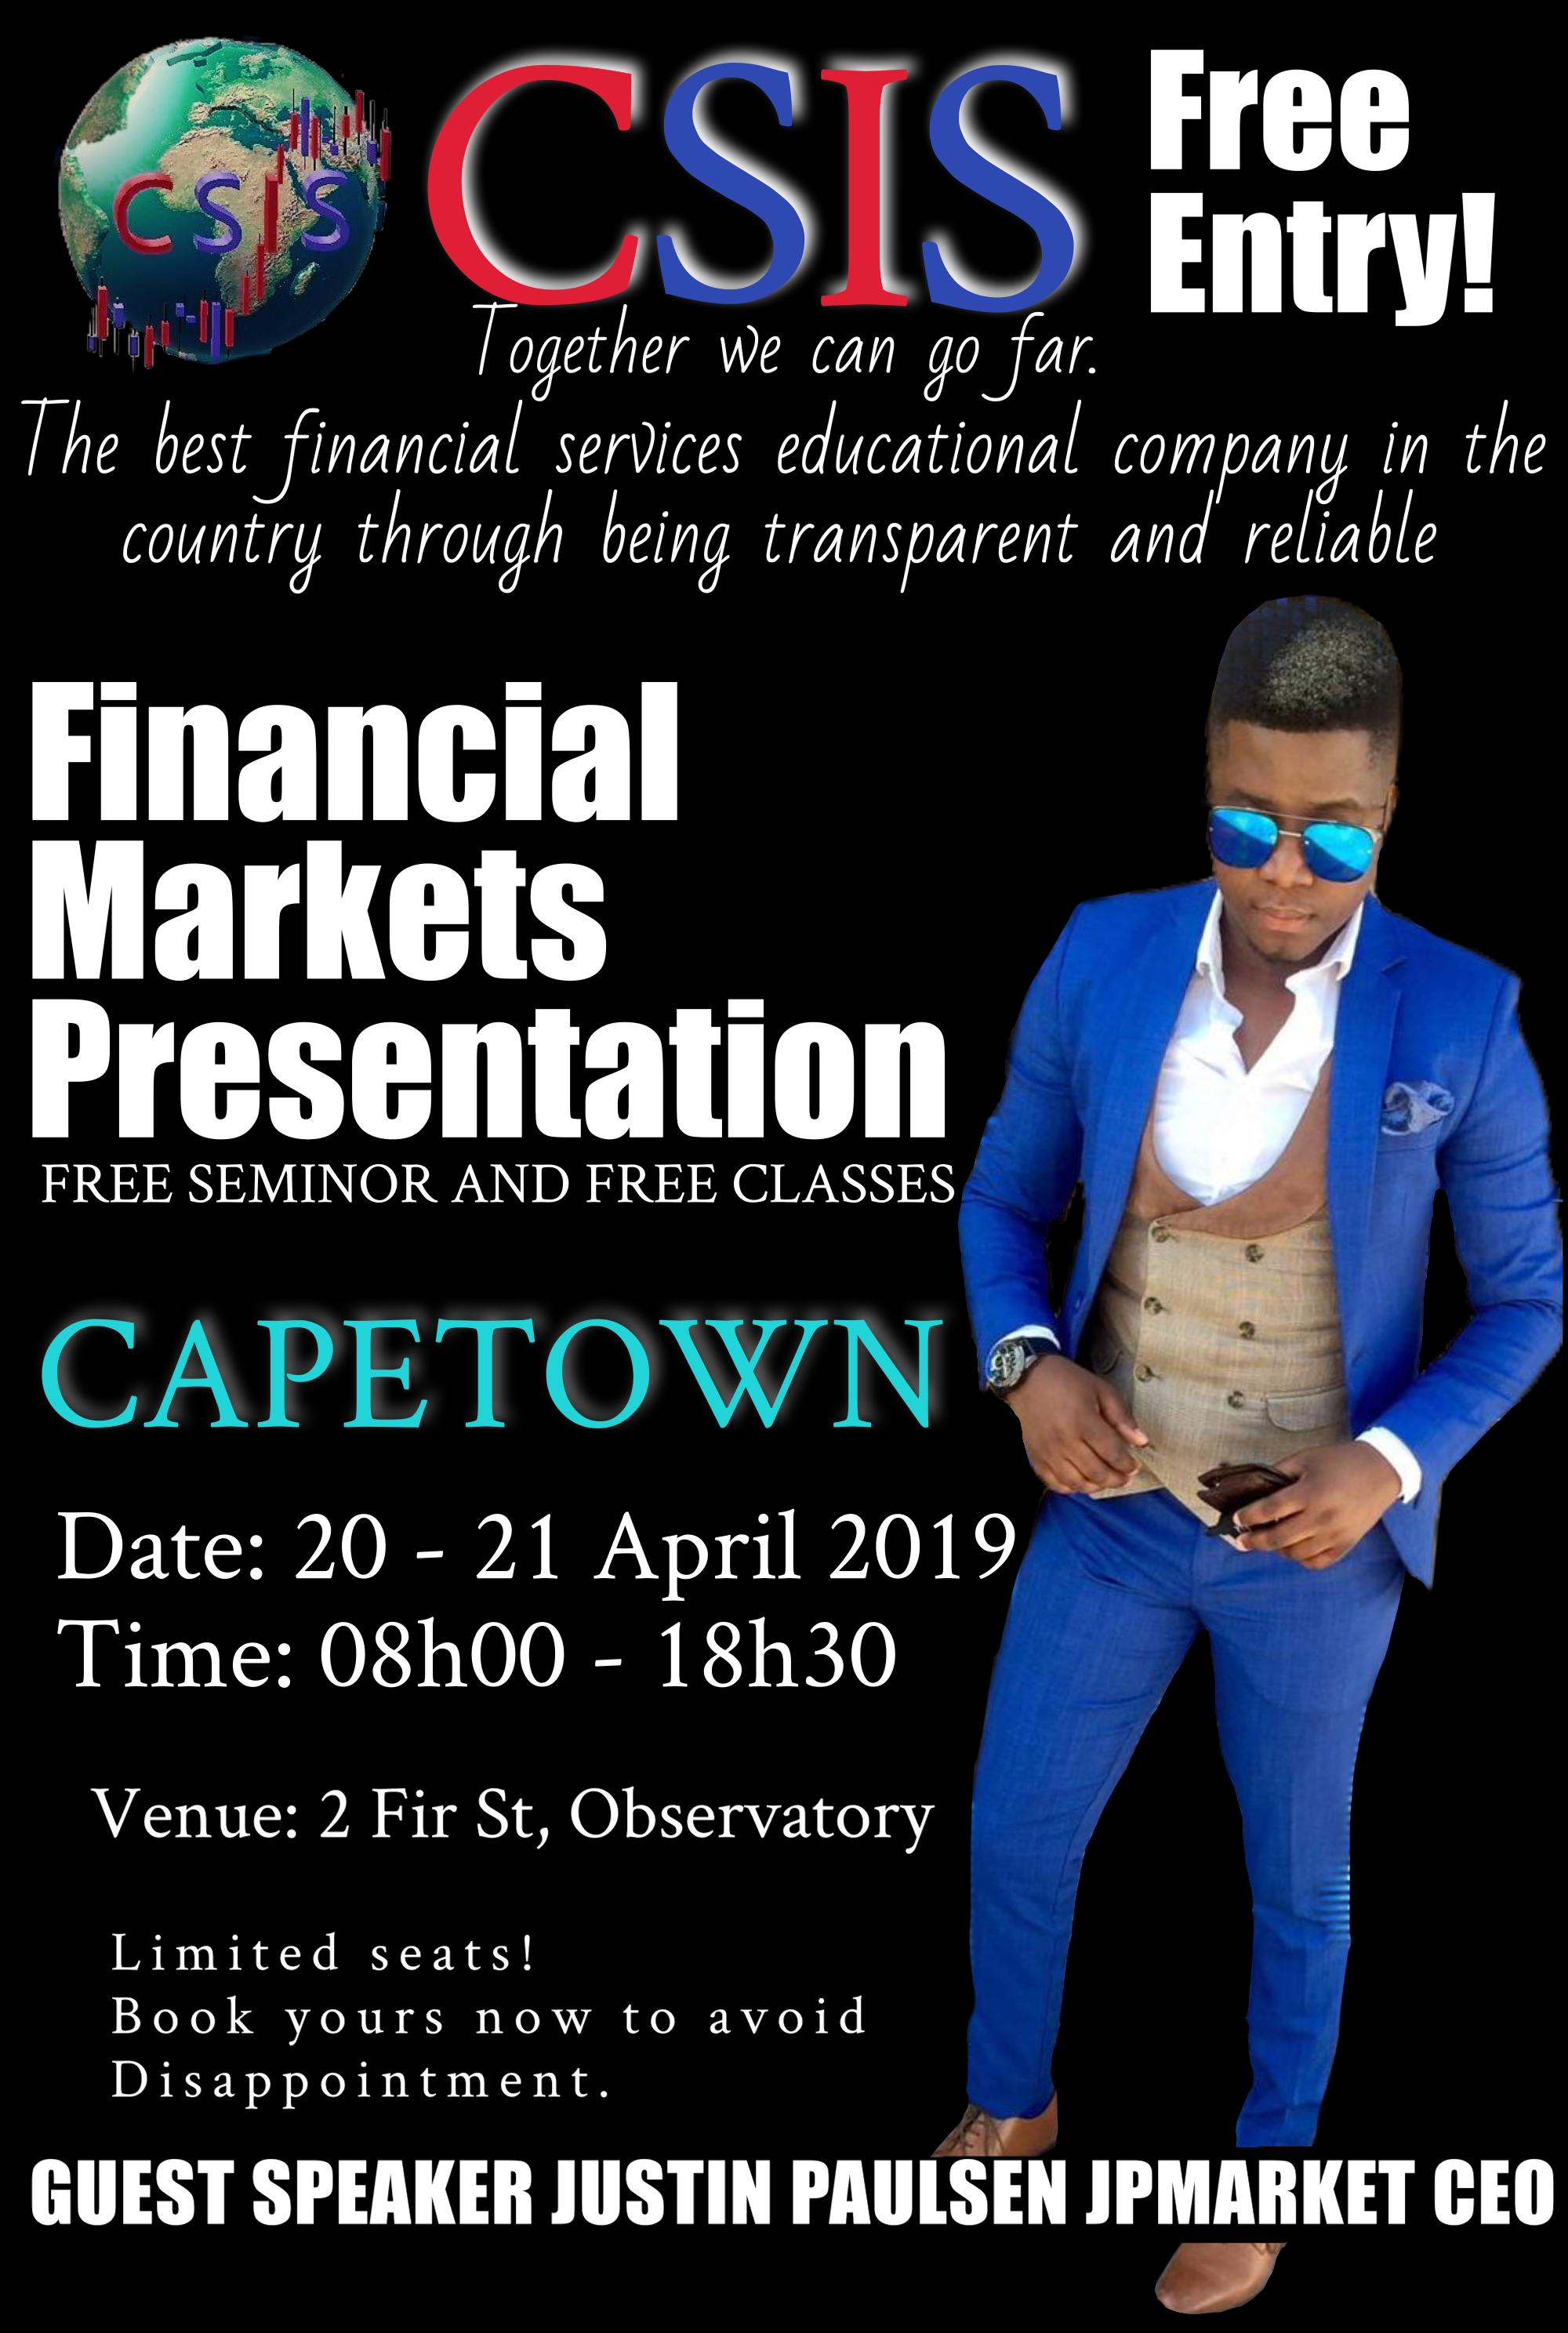 CSIS
CSIS
Free
Entry!
Together we can go far.
The best financial services educational company in the
country through being transparent and reliable
Financial
Markets
Presentation
FREE SEMINOR AND FREE CLASSES
CAPETOWN
Date: 20 - 21 April 2019
Time: 08h00 - 18h30
Venue: 2 Fir St, Observatory
Limited seats!
Book yours now to avoid
Disappointment.
GUEST SPEAKER JUSTIN PAULSEN JPMARKET CEO